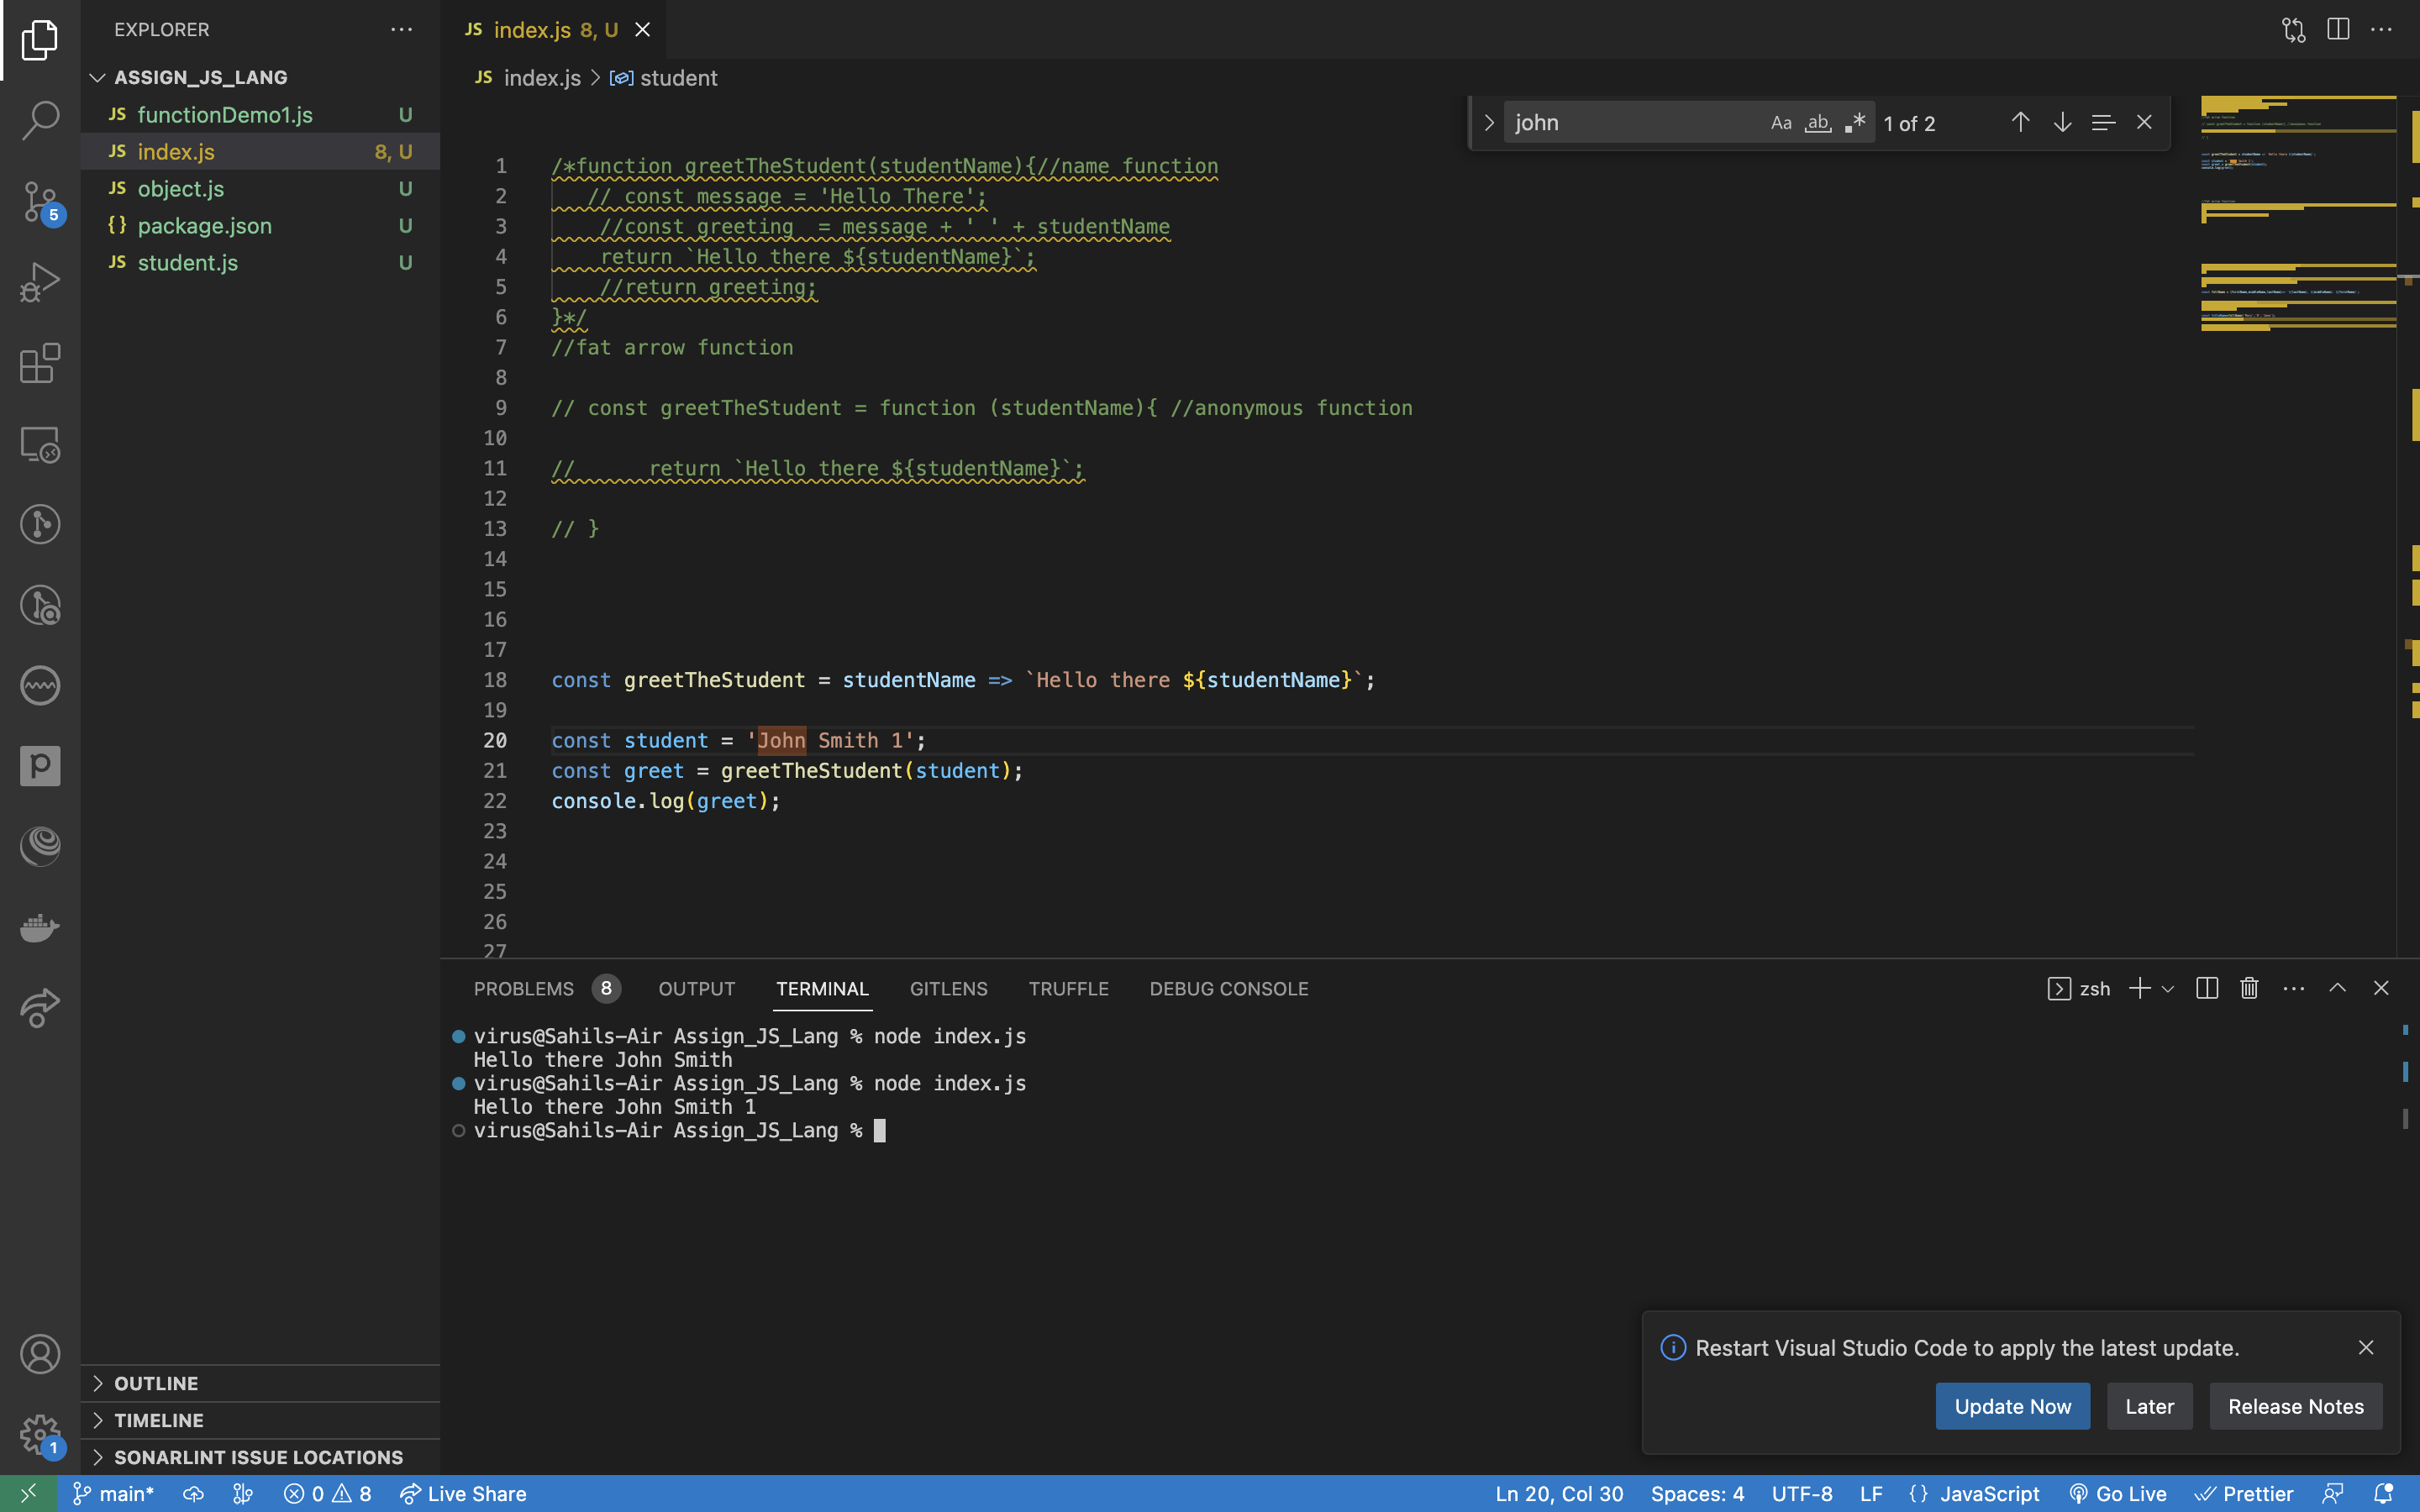 EXPLORER
ASSIGN_JS_LANG
JS functionDemo1.js U
JS index.js 8, U
JS object.js U
{} package.json U
JS student.js U
5
OUTLINE
TIMELINE
SONARLINT ISSUE LOCATIONS
1
JS index.js 8, U
JS index.js > student
john Aa ab .* 1 of 2
1 /*function greetTheStudent(studentName){//name function
2 // const message = 'Hello There';
3 //const greeting = message + ' ' + studentName
4 return `Hello there ${studentName}`;
5 //return greeting;
6 }*/
7 //fat arrow function
8
9 // const greetTheStudent = function (studentName){ //anonymous function
10
11 // return `Hello there ${studentName}`;
12
13 // }
14
15
16
17
18 const greetTheStudent = studentName => `Hello there ${studentName}`;
19
20 const student = 'John Smith 1';
21 const greet = greetTheStudent(student);
22 console.log(greet);
23
24
25
26
27
PROBLEMS 8 OUTPUT TERMINAL GITLENS TRUFFLE DEBUG CONSOLE zsh
virus@Sahils-Air Assign_JS_Lang % node index.js
Hello there John Smith
virus@Sahils-Air Assign_JS_Lang % node index.js
Hello there John Smith 1
virus@Sahils-Air Assign_JS_Lang %
Restart Visual Studio Code to apply the latest update.
Update Now Later Release Notes
main* 0 8 Live Share Ln 20, Col 30 Spaces: 4 UTF-8 LF {} JavaScript Go Live Prettier